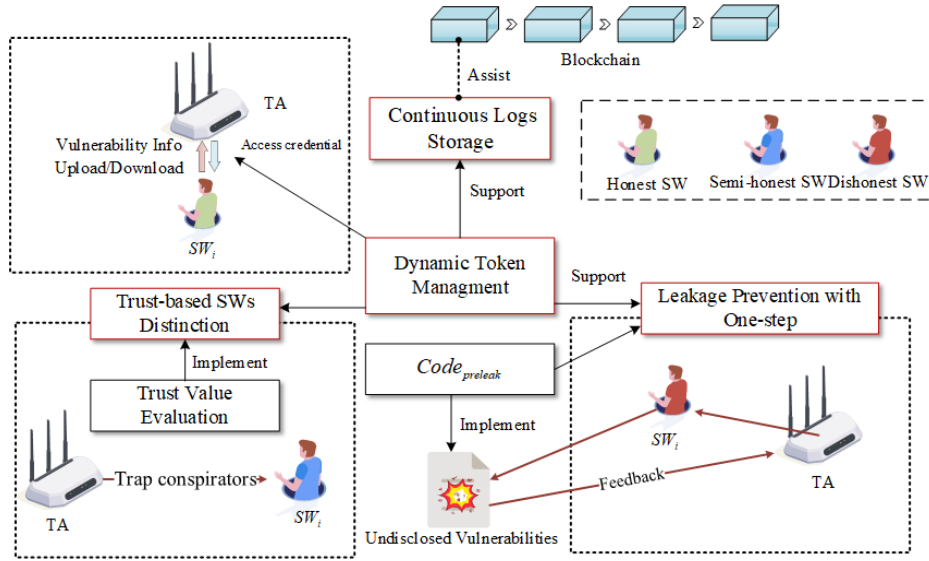 Blockchain
Assist
TA
Continuous Logs
Storage
Vulnerability Info
Upload/Download
Access credential
Honest SW
Semi-honest SW
Dishonest SW
Support
SWi
Dynamic Token
Managment
Support
Trust-based SWs
Distinction
Leakage Prevention with
One-step
Implement
Codepreleak
Trust Value
Evaluation
Implement
SWi
Trap conspirators
Feedback
TA
SWi
TA
Undisclosed Vulnerabilities